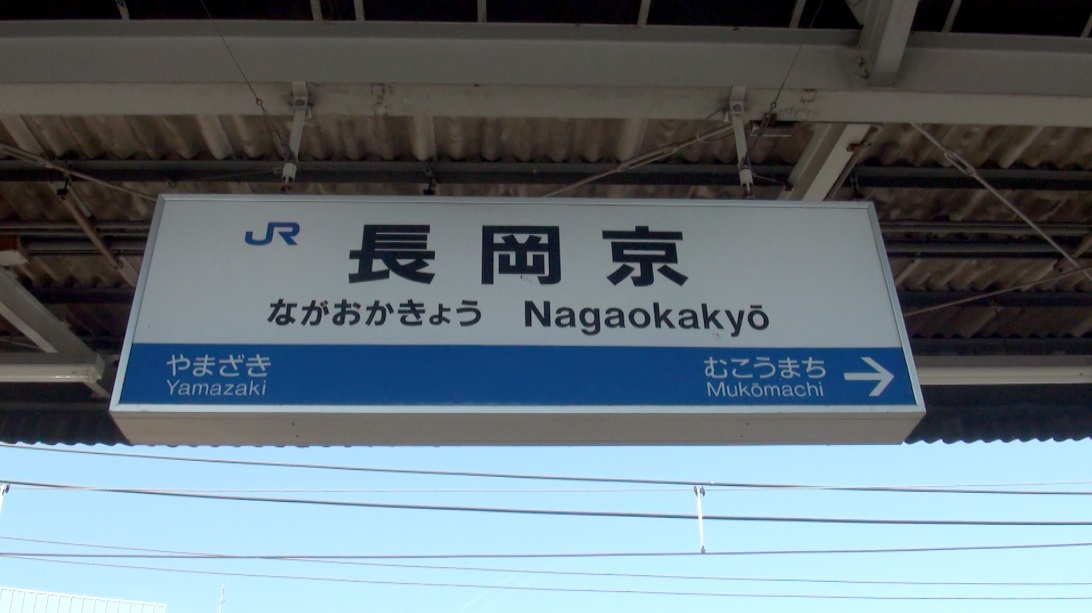 JR 長岡京
ながおかきょう Nagaokakyō
やまざき むこうまち →
Yamazaki Mukōmachi